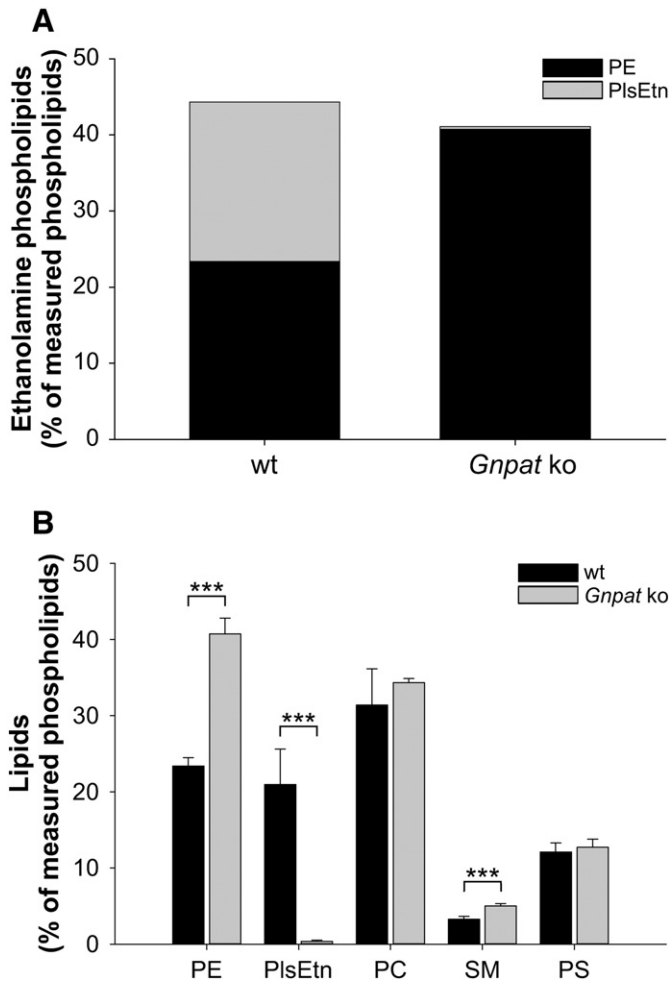 A
Ethanolamine phospholipids
(% of measured phospholipids)
50
40
30
20
10
0
PE
PlsEtn
wt
Gnpat ko
B
Lipids
(% of measured phospholipids)
50
40
30
20
10
0
wt
Gnpat ko
***
***
***
PE
PlsEtn
PC
SM
PS